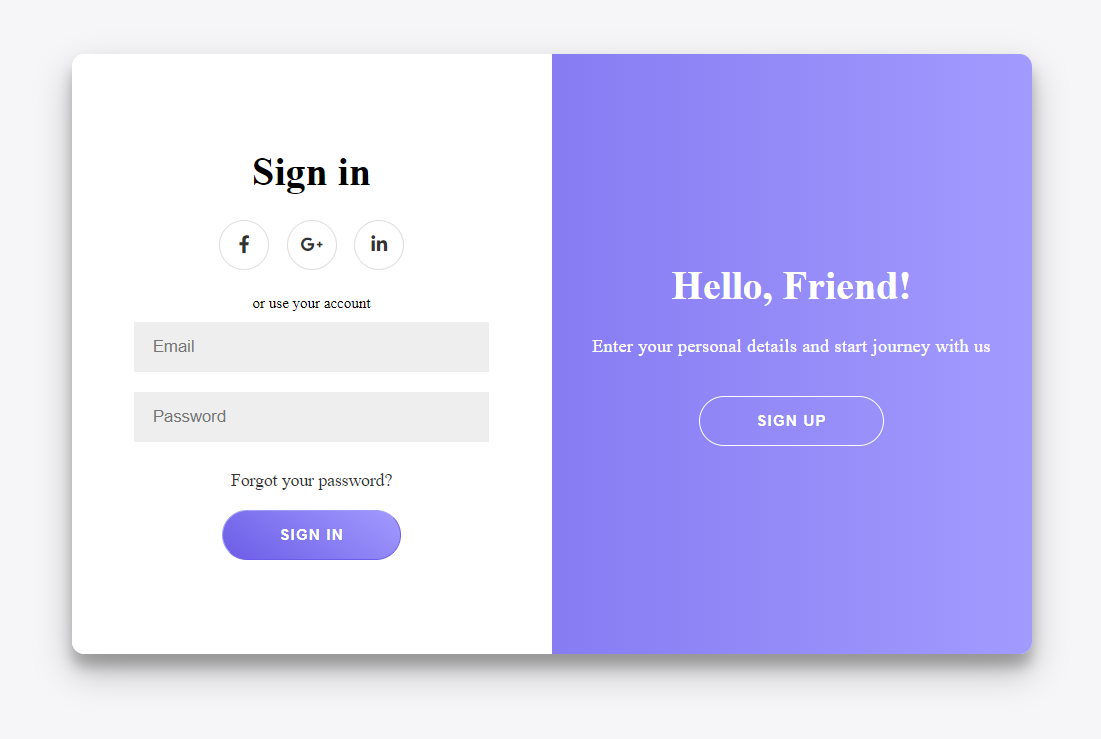 Sign in
f G+ in
or use your account
Email
Password
Forgot your password?
SIGN IN
Hello, Friend!
Enter your personal details and start journey with us
SIGN UP